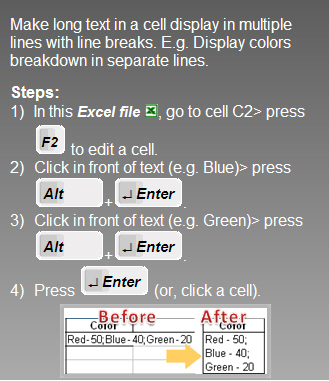 Make long text in a cell display in multiple
lines with line breaks. E.g. Display colors
breakdown in separate lines.
Steps:
1) In this Excel file, go to cell C2> press
F2 to edit a cell.
2) Click in front of text (e.g. Blue)> press
Alt + ↵ Enter.
3) Click in front of text (e.g. Green)> press
Alt + ↵ Enter.
4) Press ↵ Enter (or, click a cell).
Before After
Color Color
Red-50;Blue-40;Green-20
Red - 50;
Blue - 40;
Green - 20